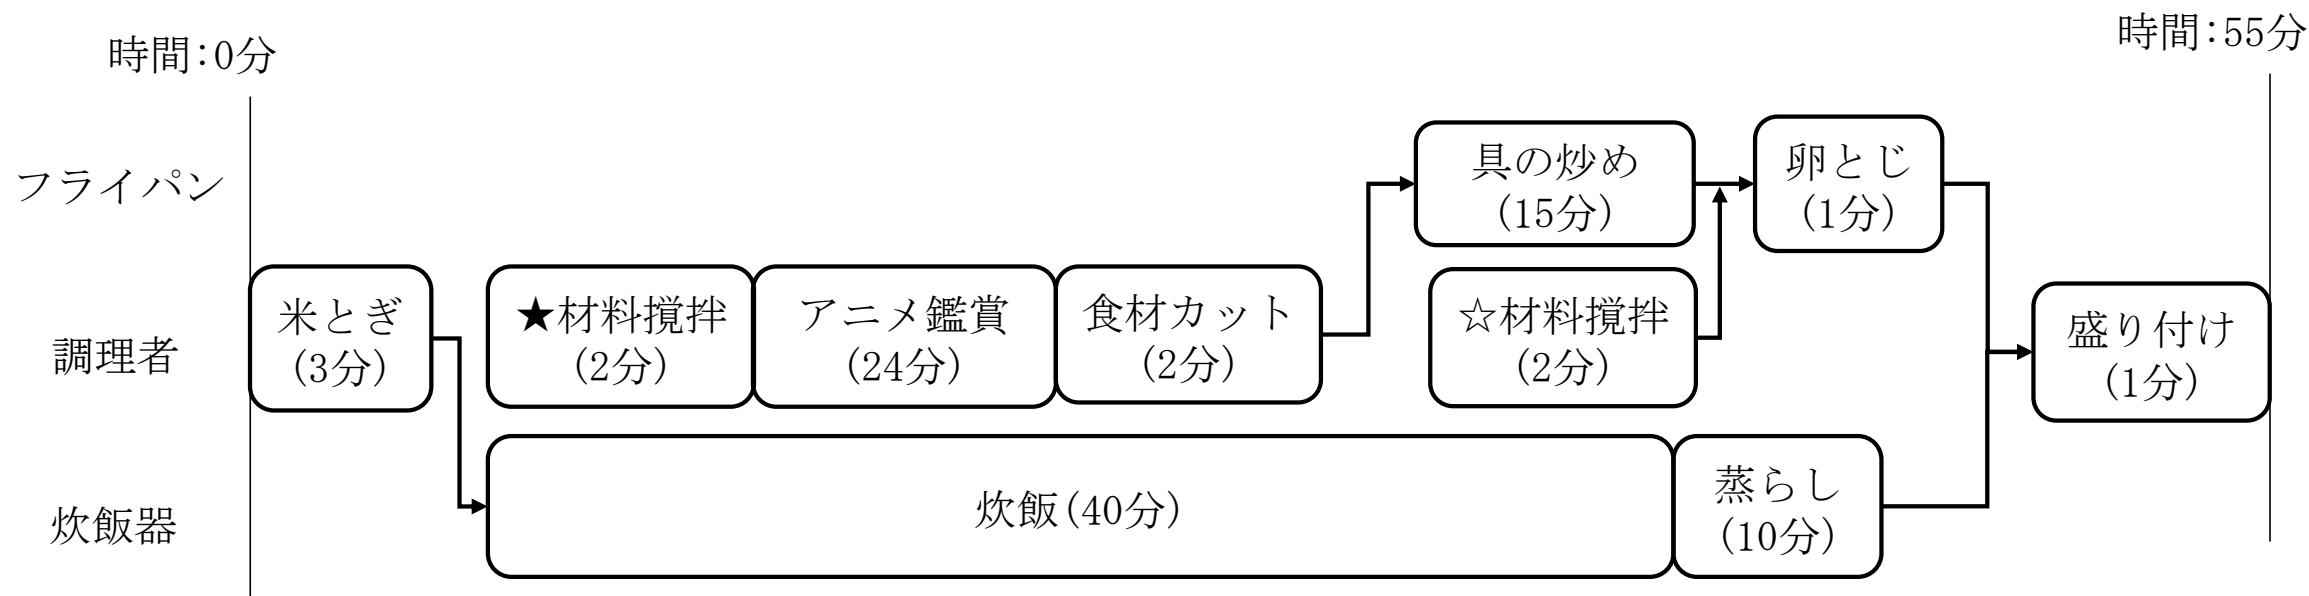 時間:0分
時間:55分
フライパン
具の炒め
(15分)
卵とじ
(1分)
調理者
米とぎ
(3分)
★材料撹拌
(2分)
アニメ鑑賞
(24分)
食材カット
(2分)
☆材料撹拌
(2分)
盛り付け
(1分)
炊飯器
炊飯(40分)
蒸らし
(10分)